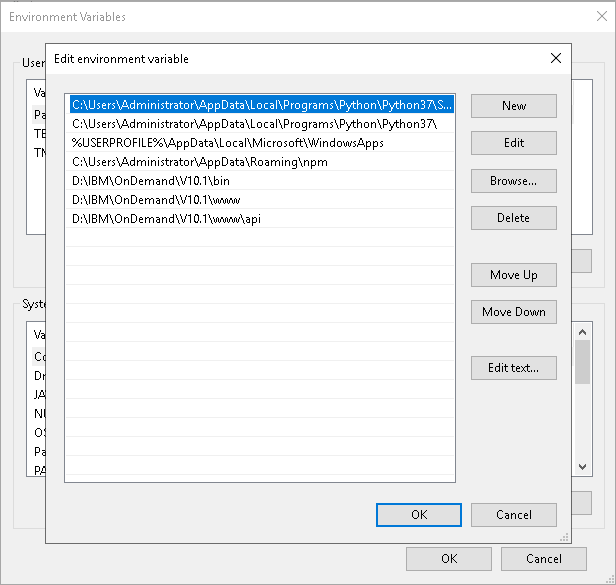 Environment Variables
Edit environment variable
User
Va
Pa
TE
TM
C:\Users\Administrator\AppData\Local\Programs\Python\Python37\S...
C:\Users\Administrator\AppData\Local\Programs\Python\Python37\
%USERPROFILE%\AppData\Local\Microsoft\WindowsApps
C:\Users\Administrator\AppData\Roaming\npm
D:\IBM\OnDemand\V10.1\bin
D:\IBM\OnDemand\V10.1\www
D:\IBM\OnDemand\V10.1\www\api
New
Edit
Browse...
Delete
Move Up
Move Down
Edit text...
Syste
Va
Co
Dr
JA
NU
OS
Pa
PA
OK
Cancel
OK
Cancel